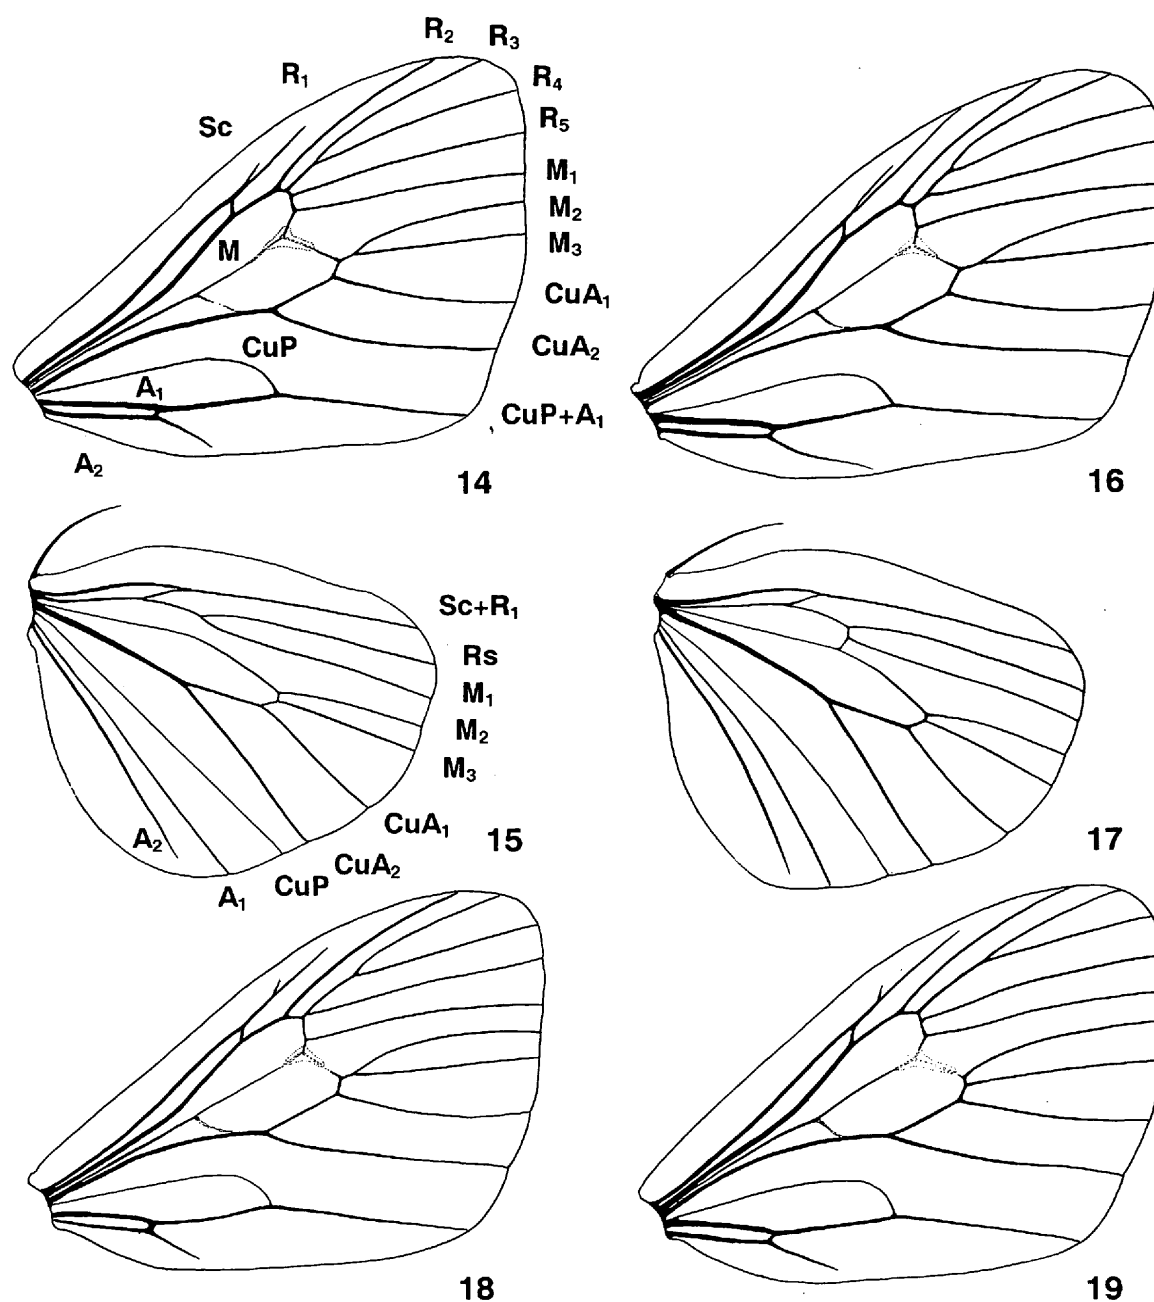 R₂
R₃
R₁
R₄
Sc
R₅
M₁
M₂
M
M₃
CuA₁
CuP
CuA₂
A₁
CuP+A₁
A₂
14
16
Sc+R₁
Rs
M₁
M₂
M₃
A₂
CuA₁
15
17
CuA₂
CuP
A₁
18
19